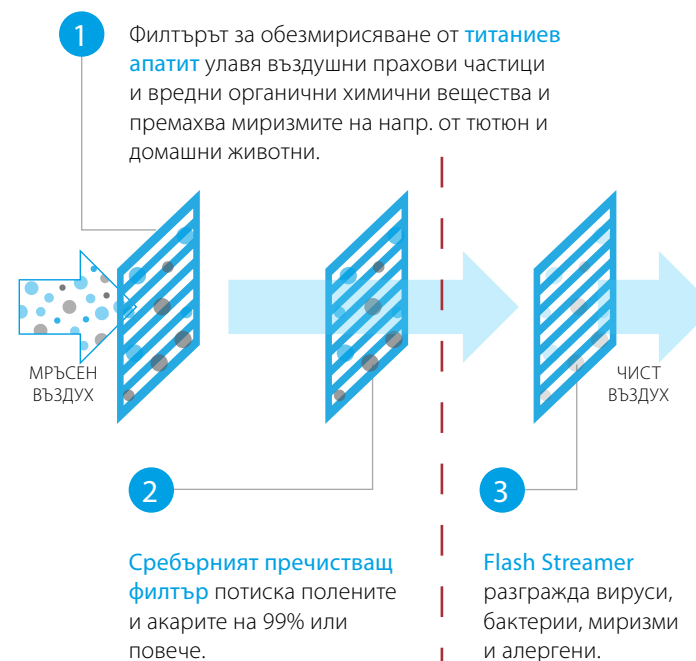 1
Филтърът за обезмирисяване от титаниев
апатит улавя въздушни прахови частици
и вредни органични химични вещества и
премахва миризмите на напр. от тютюн и
домашни животни.
МРЪСЕН
ВЪЗДУХ
ЧИСТ
ВЪЗДУХ
2
Сребърният пречистващ
филтър потиска полените
и акарите на 99% или
повече.
3
Flash Streamer
разгражда вируси,
бактерии, миризми
и алергени.